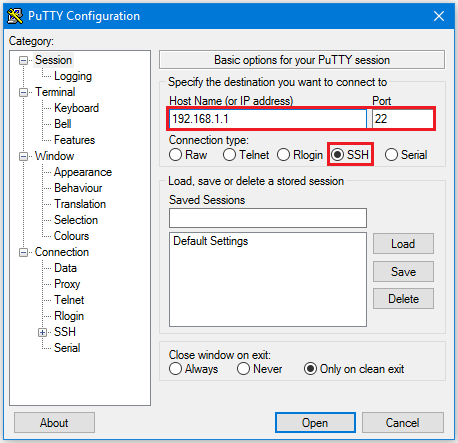 PuTTY Configuration
Category:
Session
Logging
Terminal
Keyboard
Bell
Features
Window
Appearance
Behaviour
Translation
Selection
Colours
Connection
Data
Proxy
Telnet
Rlogin
SSH
Serial
Basic options for your PuTTY session
Specify the destination you want to connect to
Host Name (or IP address) Port
192.168.1.1 22
Connection type:
Raw Telnet Rlogin SSH Serial
Load, save or delete a stored session
Saved Sessions
Default Settings
Load
Save
Delete
Close window on exit:
Always Never Only on clean exit
About Open Cancel